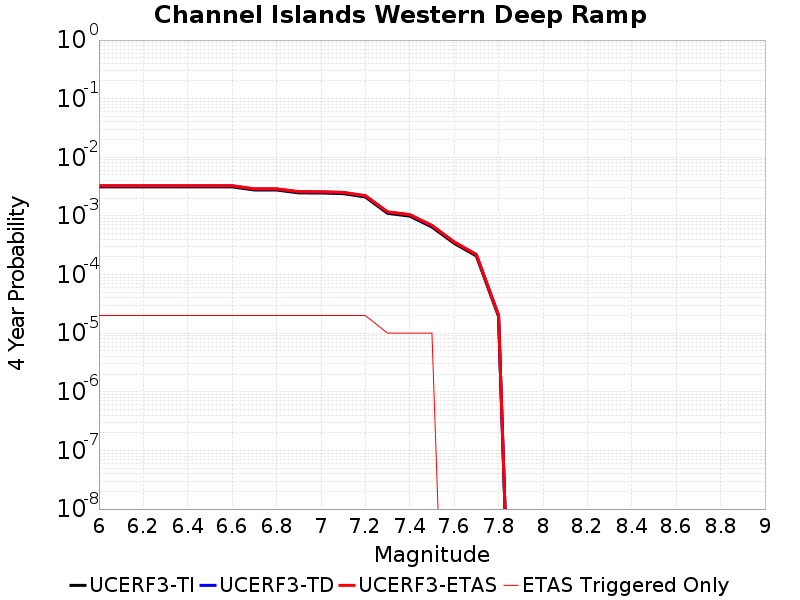 Channel Islands Western Deep Ramp
4 Year Probability
10^0
10^-1
10^-2
10^-3
10^-4
10^-5
10^-6
10^-7
10^-8
6 6.2 6.4 6.6 6.8 7 7.2 7.4 7.6 7.8 8 8.2 8.4 8.6 8.8 9
Magnitude
UCERF3-TI UCERF3-TD UCERF3-ETAS ETAS Triggered Only